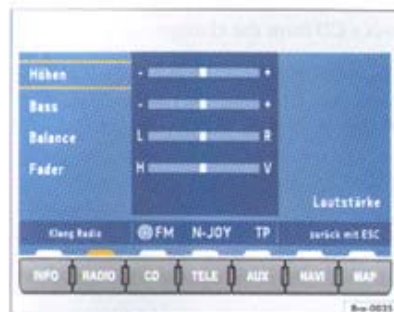 Höhen - +
Bass - +
Balance L R
Fader H V
Lautstärke
Klang Radio FM N-JOY TP zurück mit ESC
INFO RADIO CD TELE AUX NAVI MAP